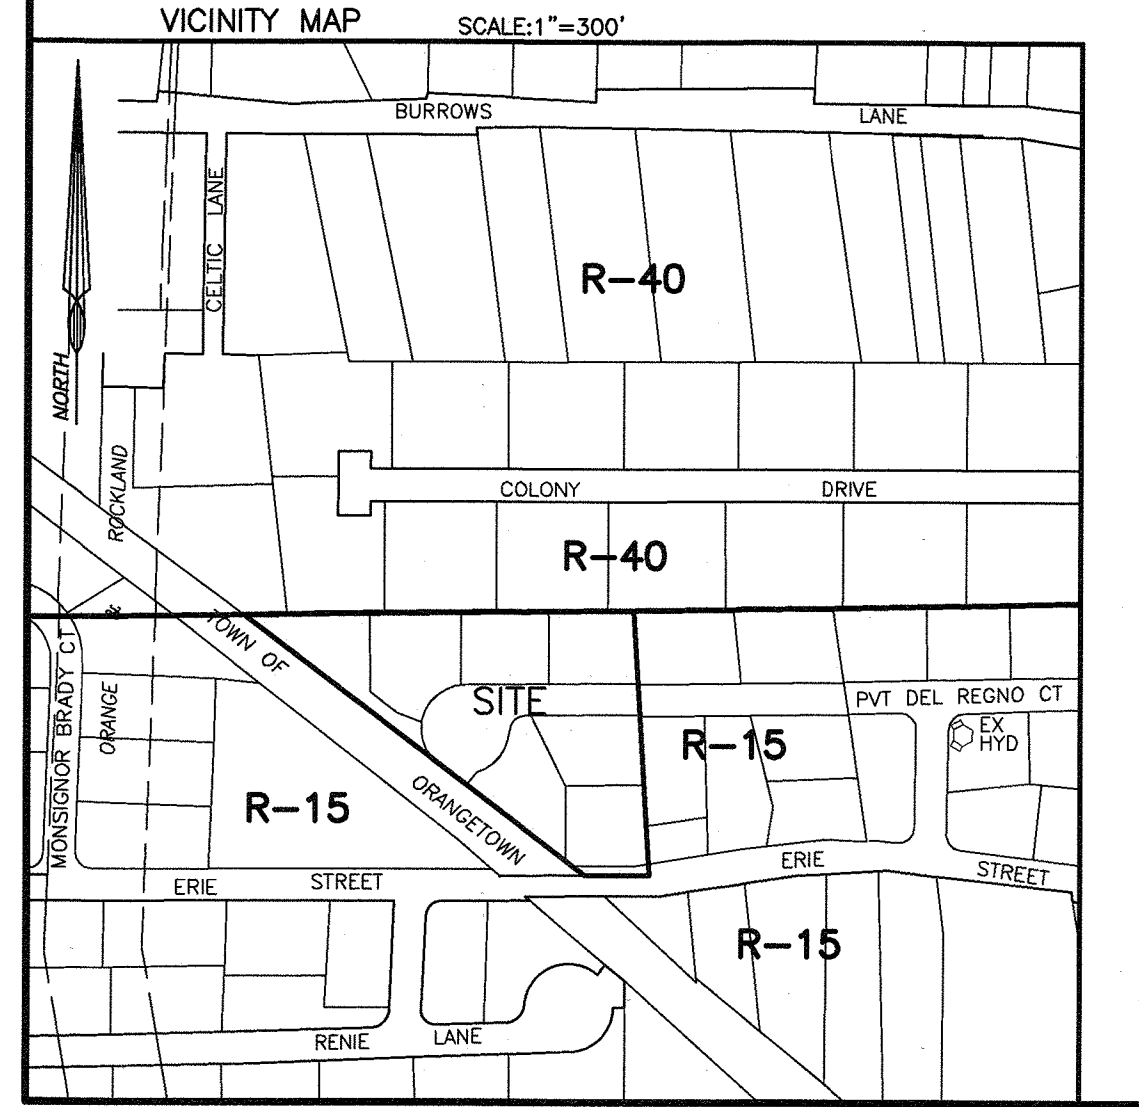 VICINITY MAP SCALE:1"=300'
BURROWS LANE
CELTIC LANE
R-40
NORTH
ROCKLAND
COLONY DRIVE
R-40
&
TOWN OF
MONSIGNOR BRADY CT
ORANGE
SITE
PVT DEL REGNO CT
EX
HYD
R-15
R-15
ORANGETOWN
ERIE STREET
ERIE STREET
R-15
RENIE LANE